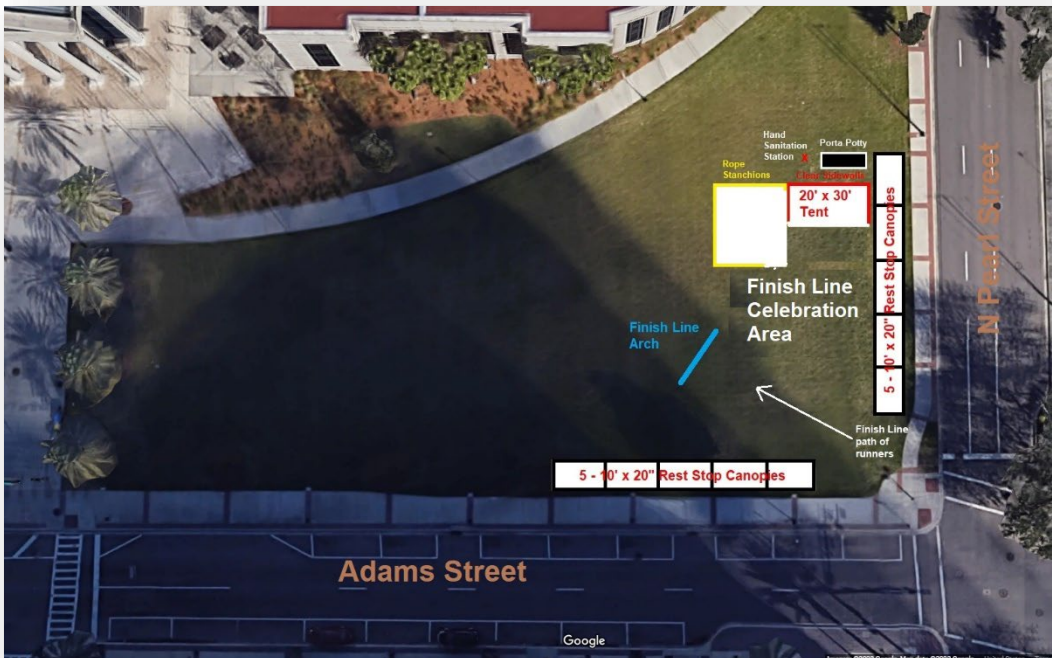 Hand
Sanitation
Station
X
Porta Potty
Rope
Stanchions
Clear Sidewalls
20' x 30'
Tent
5 - 10' x 20" Rest Stop Canopies
N Pearl Street
Finish Line
Celebration
Area
Finish Line
Arch
Finish Line
path of
runners
5 - 10' x 20" Rest Stop Canopies
Adams Street
Google